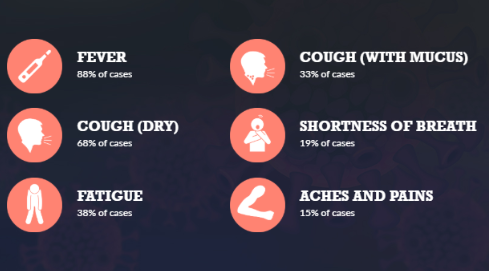 FEVER
88% of cases
COUGH (DRY)
68% of cases
FATIGUE
38% of cases
COUGH (WITH MUCUS)
33% of cases
SHORTNESS OF BREATH
19% of cases
ACHES AND PAINS
15% of cases